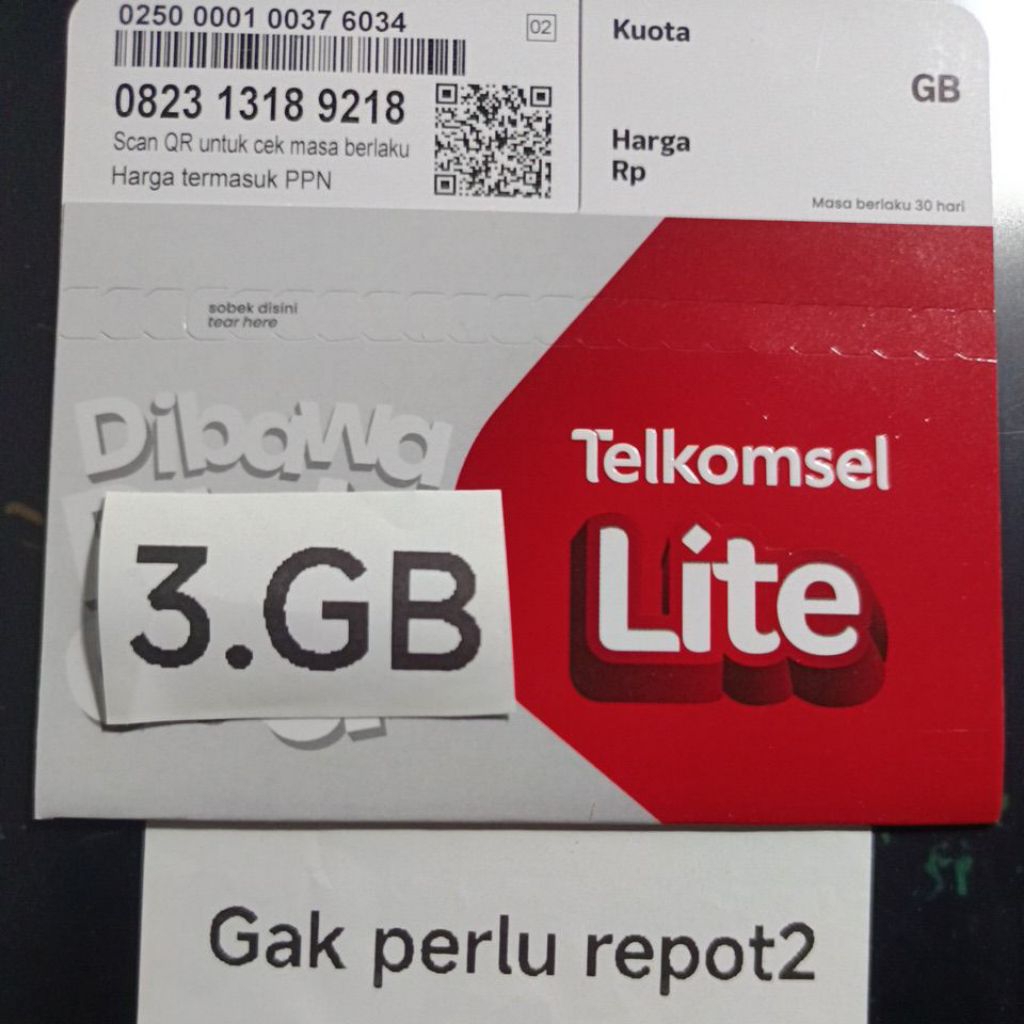 0250 0001 0037 6034
02
0823 1318 9218
Scan QR untuk cek masa berlaku
Harga termasuk PPN
Kuota
GB
Harga
Rp
Masa berlaku 30 hari
sobek disini
tear here
Dibawa
3.GB
Telkomsel
Lite
Gak perlu repot2